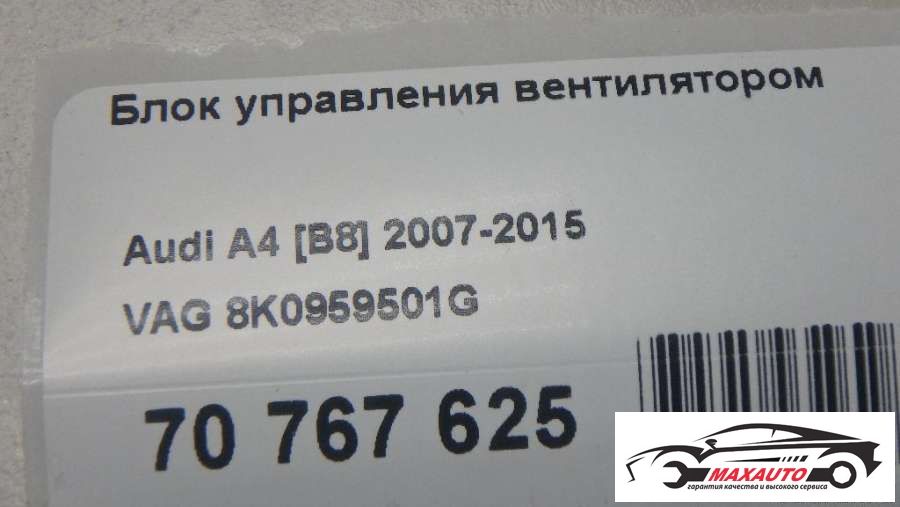 Блок управления вентилятором
Audi A4 [B8] 2007-2015
VAG 8K0959501G
70 767 625
MAXAUTO
гарантия качества и высокого сервиса